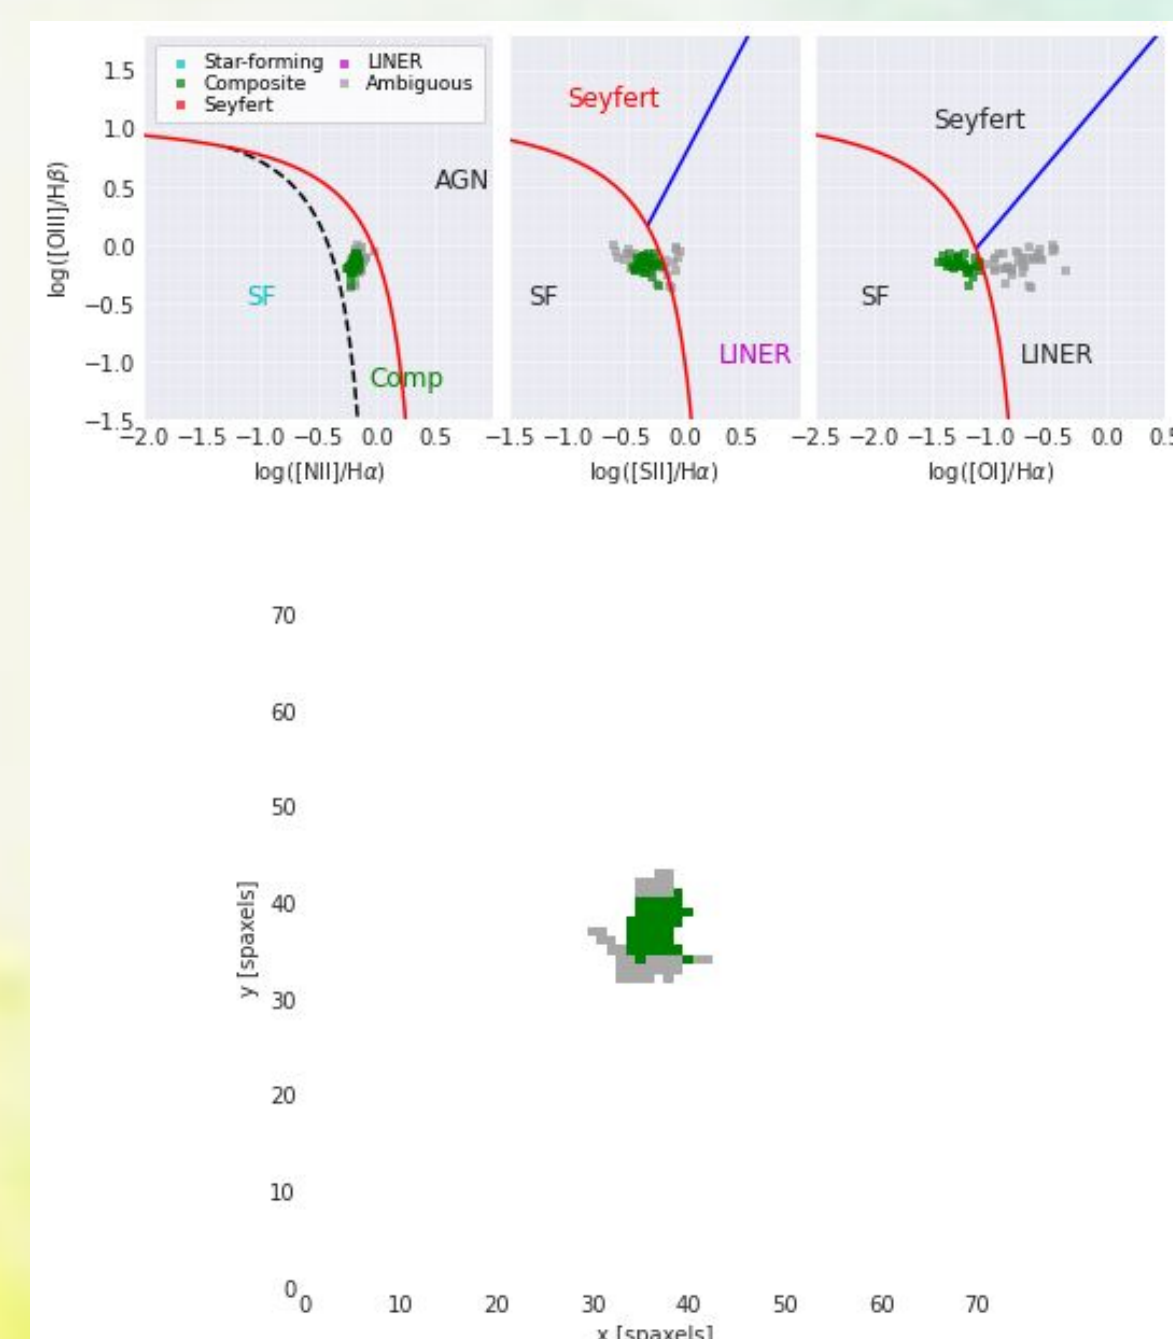 Star-forming LINER
Composite Ambiguous
Seyfert
1.5
1.0
0.5
0.0
−0.5
−1.0
−1.5
log([OIII]/Hβ)
AGN
SF
Comp
−2.0 −1.5 −1.0 −0.5 0.0 0.5
log([NII]/Hα)
Seyfert
SF
LINER
−1.5 −1.0 −0.5 0.0 0.5
log([SII]/Hα)
Seyfert
SF
LINER
−2.5 −2.0 −1.5 −1.0 −0.5 0.0 0.5
log([OI]/Hα)
70
60
50
40
30
20
10
0
y [spaxels]
0 10 20 30 40 50 60 70
x [spaxels]